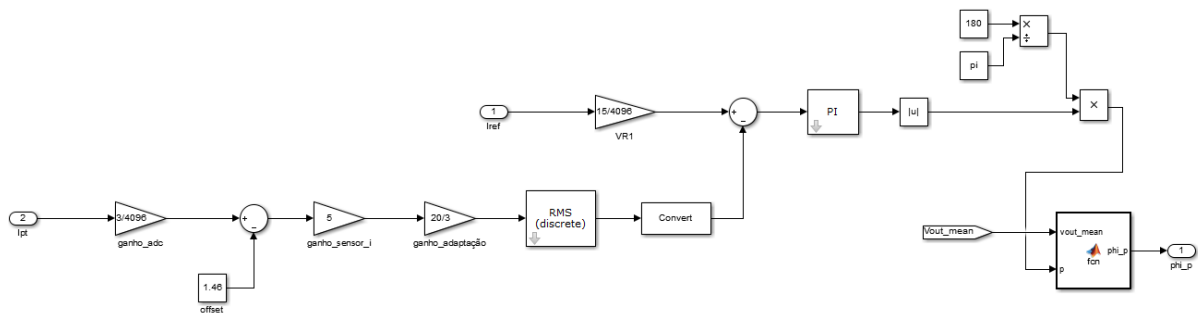 180
×
÷
pi
1
Iref
15/4096
VR1
+
−
PI
|u|
×
2
Ipt
3/4096
ganho_adc
+
−
1.46
offset
5
ganho_sensor_i
20/3
ganho_adaptação
RMS
(discrete)
Convert
Vout_mean
vout_mean
p
fcn
phi_p
1
phi_p